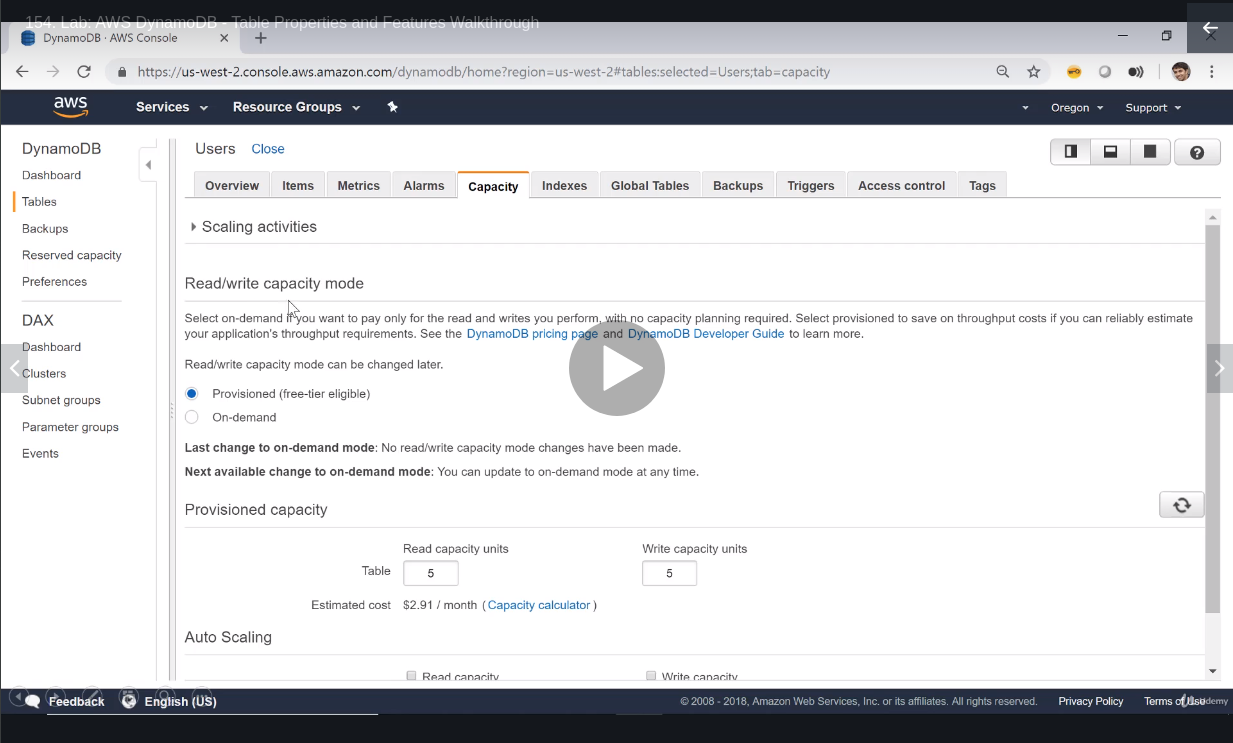 154. Lab: AWS DynamoDB - Table Properties and Features Walkthrough
DynamoDB · AWS Console
https://us-west-2.console.aws.amazon.com/dynamodb/home?region=us-west-2#tables:selected=Users;tab=capacity
aws
Services
Resource Groups
Oregon
Support
DynamoDB
Dashboard
Tables
Backups
Reserved capacity
Preferences
DAX
Dashboard
Clusters
Subnet groups
Parameter groups
Events
Users Close
Overview Items Metrics Alarms Capacity Indexes Global Tables Backups Triggers Access control Tags
Scaling activities
Read/write capacity mode
Select on-demand if you want to pay only for the read and writes you perform, with no capacity planning required. Select provisioned to save on throughput costs if you can reliably estimate
your application's throughput requirements. See the DynamoDB pricing page and DynamoDB Developer Guide to learn more.
Read/write capacity mode can be changed later.
Provisioned (free-tier eligible)
On-demand
Last change to on-demand mode: No read/write capacity mode changes have been made.
Next available change to on-demand mode: You can update to on-demand mode at any time.
Provisioned capacity
Read capacity units Write capacity units
Table 5 5
Estimated cost $2.91 / month (Capacity calculator)
Auto Scaling
Read capacity Write capacity
Feedback
English (US)
© 2008 - 2018, Amazon Web Services, Inc. or its affiliates. All rights reserved.
Privacy Policy
Terms of Use
udemy